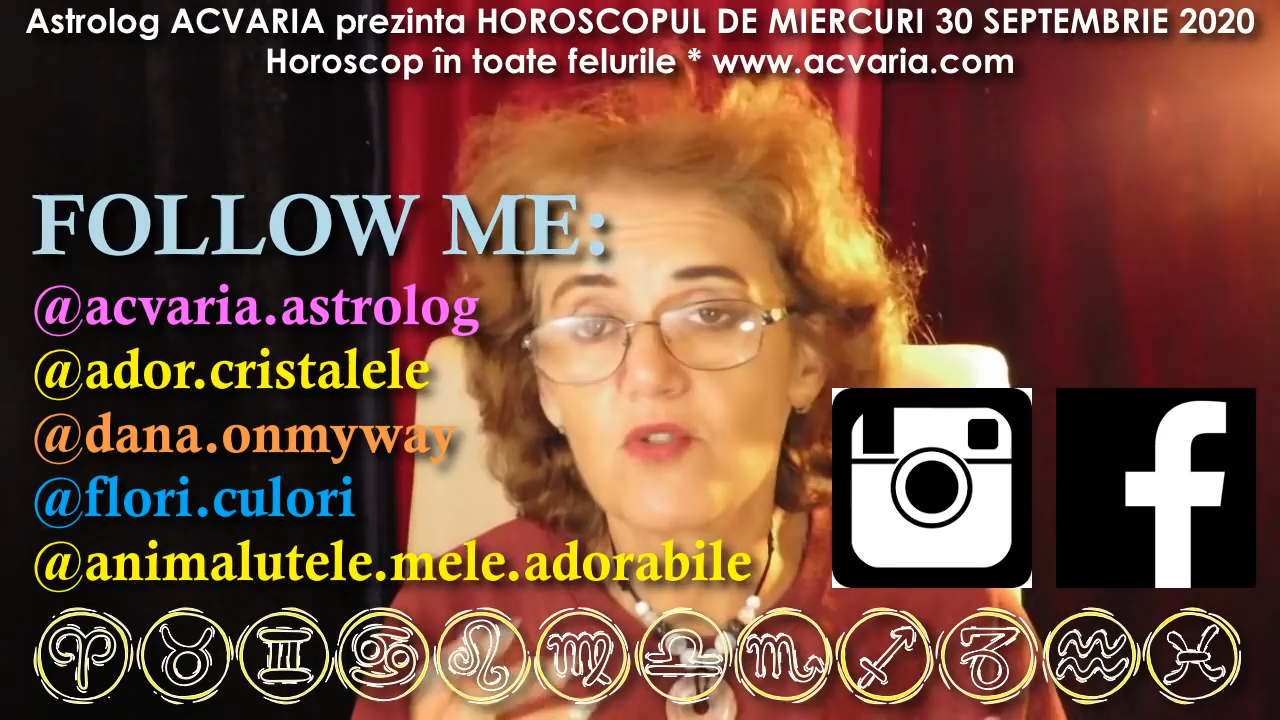 Astrolog ACVARIA prezinta HOROSCOPUL DE MIERCURI 30 SEPTEMBRIE 2020
Horoscop în toate felurile * www.acvaria.com
FOLLOW ME:
@acvaria.astrolog
@ador.cristalele
@dana.onmyway
@flori.culori
@animalutele.mele.adorabile